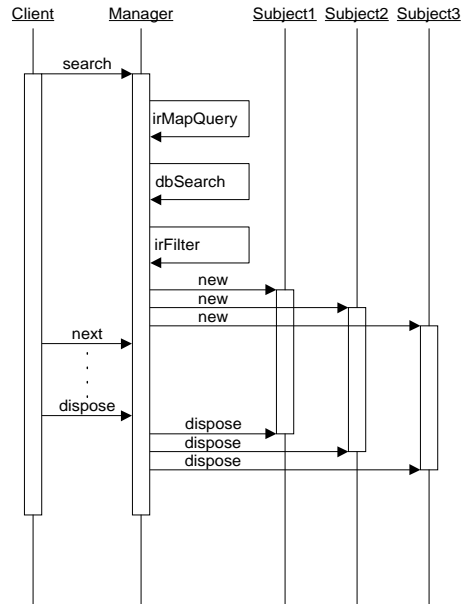 Client Manager Subject1 Subject2 Subject3
search
irMapQuery
dbSearch
irFilter
new
new
new
next
dispose
dispose
dispose
dispose